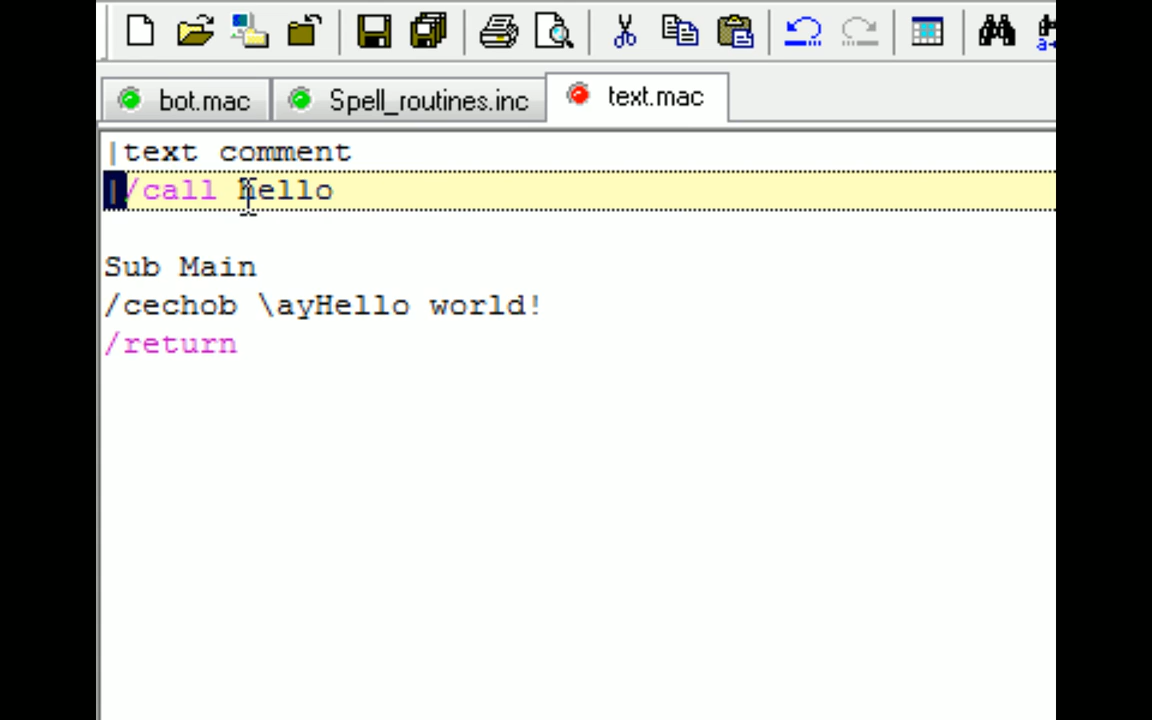 bot.mac Spell_routines.inc text.mac
|text comment
|/call hello
Sub Main
/cechob \ayHello world!
/return